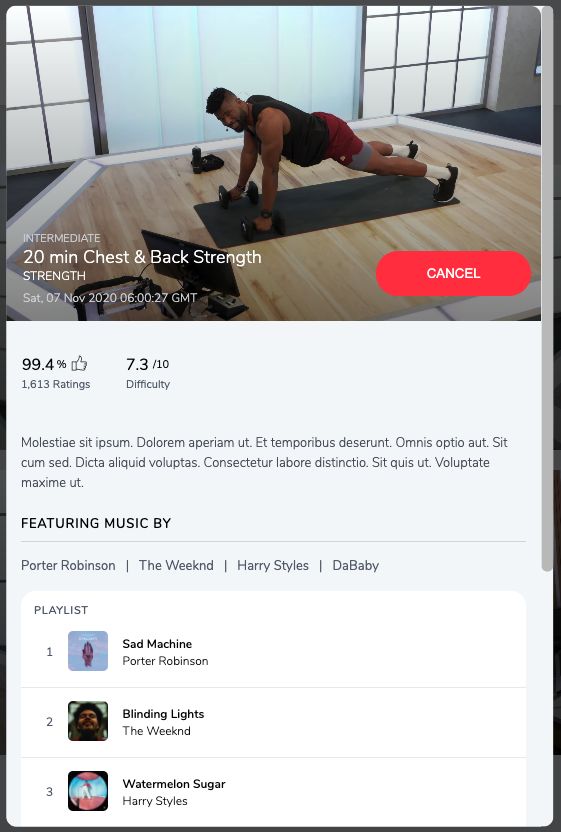 INTERMEDIATE
20 min Chest & Back Strength
STRENGTH
Sat, 07 Nov 2020 06:00:27 GMT
CANCEL
99.4 %
1,613 Ratings
7.3 /10
Difficulty
Molestiae sit ipsum. Dolorem aperiam ut. Et temporibus deserunt. Omnis optio aut. Sit
cum sed. Dicta aliquid voluptas. Consectetur labore distinctio. Sit quis ut. Voluptate
maxime ut.
FEATURING MUSIC BY
Porter Robinson | The Weeknd | Harry Styles | DaBaby
PLAYLIST
1
Sad Machine
Porter Robinson
2
Blinding Lights
The Weeknd
3
Watermelon Sugar
Harry Styles